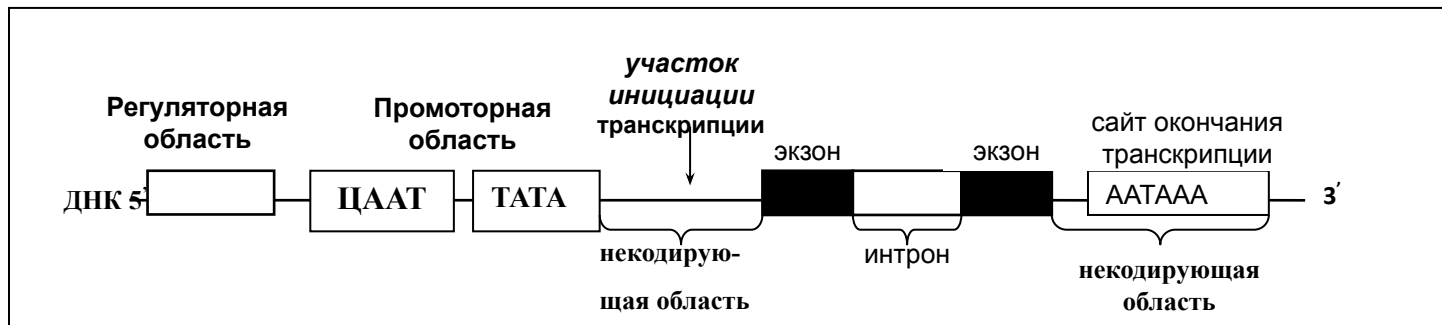 Регуляторная
область
Промоторная
область
участок
инициации
транскрипции
экзон
экзон
сайт окончания
транскрипции
ДНК 5'
ЦААТ
ТАТА
ААТААА
3'
некодирую-
щая область
интрон
некодирующая
область